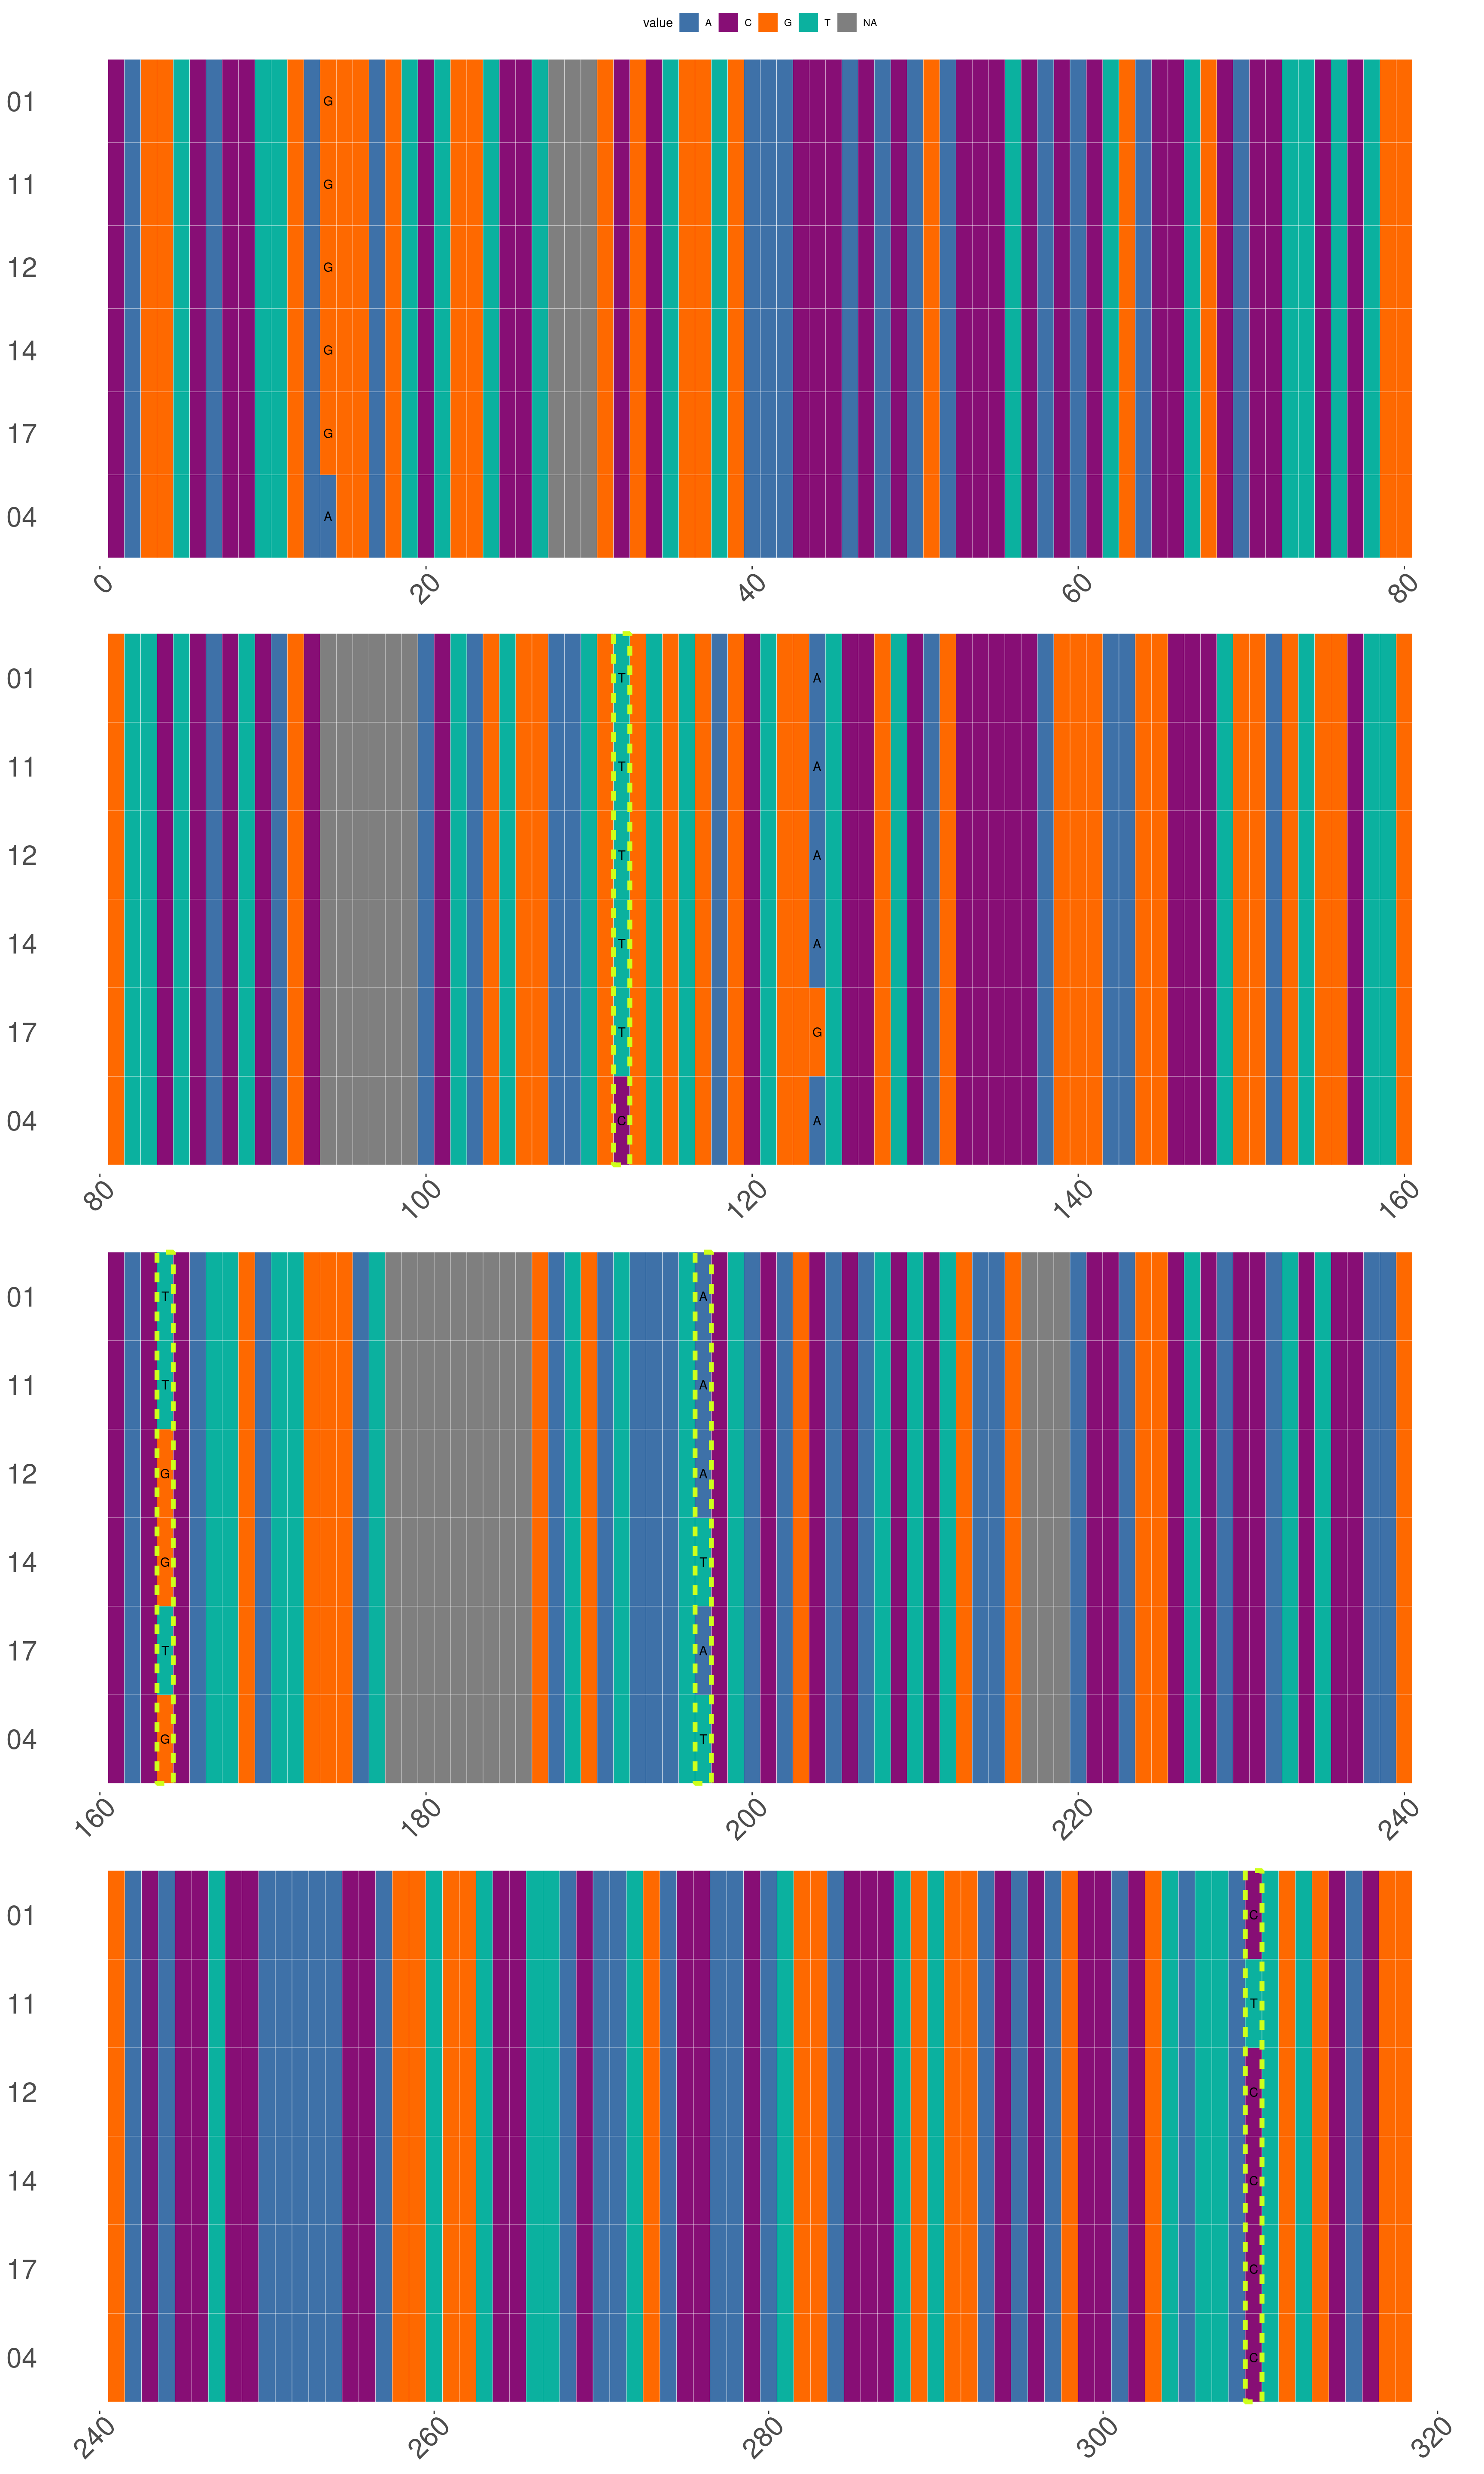 value A C G T NA
01 G
11 G
12 G
14 G
17 G
04 A
0 20 40 60 80
01 T A
11 T A
12 T A
14 T A
17 T G
04 C A
80 100 120 140 160
01 T A
11 T A
12 G A
14 G T
17 T A
04 G T
160 180 200 220 240
01 C
11 T
12 C
14 C
17 C
04 C
240 260 280 300 320